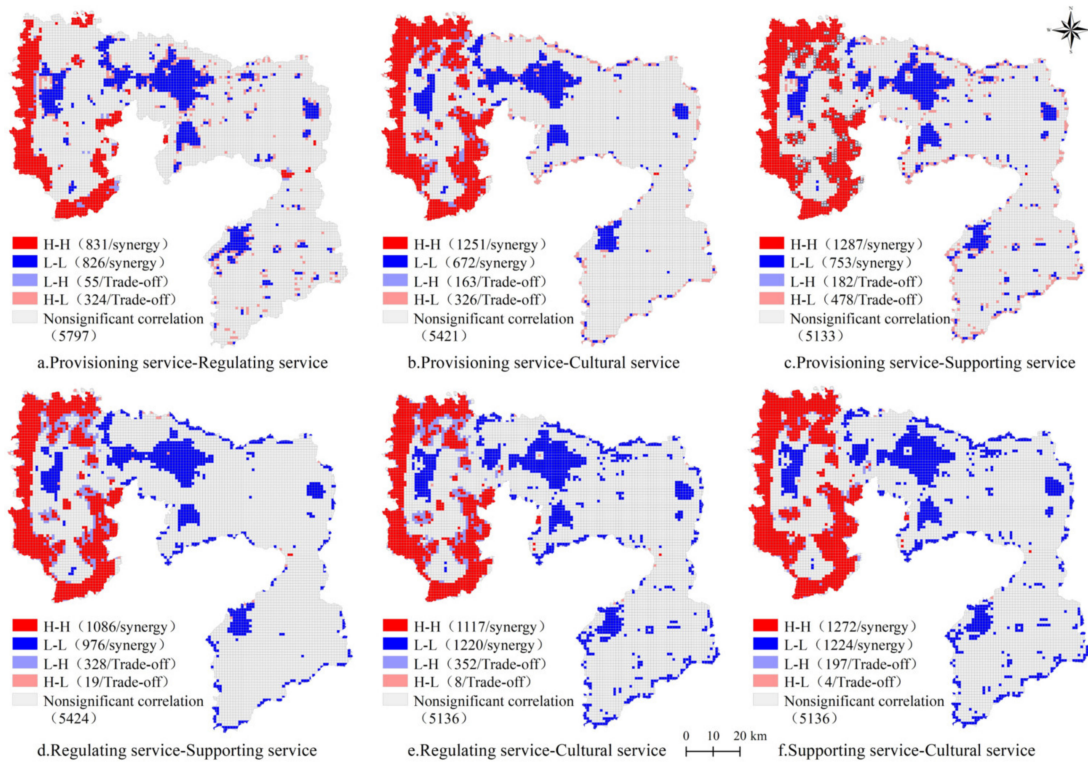 N
W E
S
H-H（831/synergy）
L-L（826/synergy）
L-H（55/Trade-off）
H-L（324/Trade-off）
Nonsignificant correlation
（5797）
a.Provisioning service-Regulating service
H-H（1251/synergy）
L-L（672/synergy）
L-H（163/Trade-off）
H-L（326/Trade-off）
Nonsignificant correlation
（5421）
b.Provisioning service-Cultural service
H-H（1287/synergy）
L-L（753/synergy）
L-H（182/Trade-off）
H-L（478/Trade-off）
Nonsignificant correlation
（5133）
c.Provisioning service-Supporting service
H-H（1086/synergy）
L-L（976/synergy）
L-H（328/Trade-off）
H-L（19/Trade-off）
Nonsignificant correlation
（5424）
d.Regulating service-Supporting service
H-H（1117/synergy）
L-L（1220/synergy）
L-H（352/Trade-off）
H-L（8/Trade-off）
Nonsignificant correlation
（5136）
e.Regulating service-Cultural service
0 10 20 km
H-H（1272/synergy）
L-L（1224/synergy）
L-H（197/Trade-off）
H-L（4/Trade-off）
Nonsignificant correlation
（5136）
f.Supporting service-Cultural service